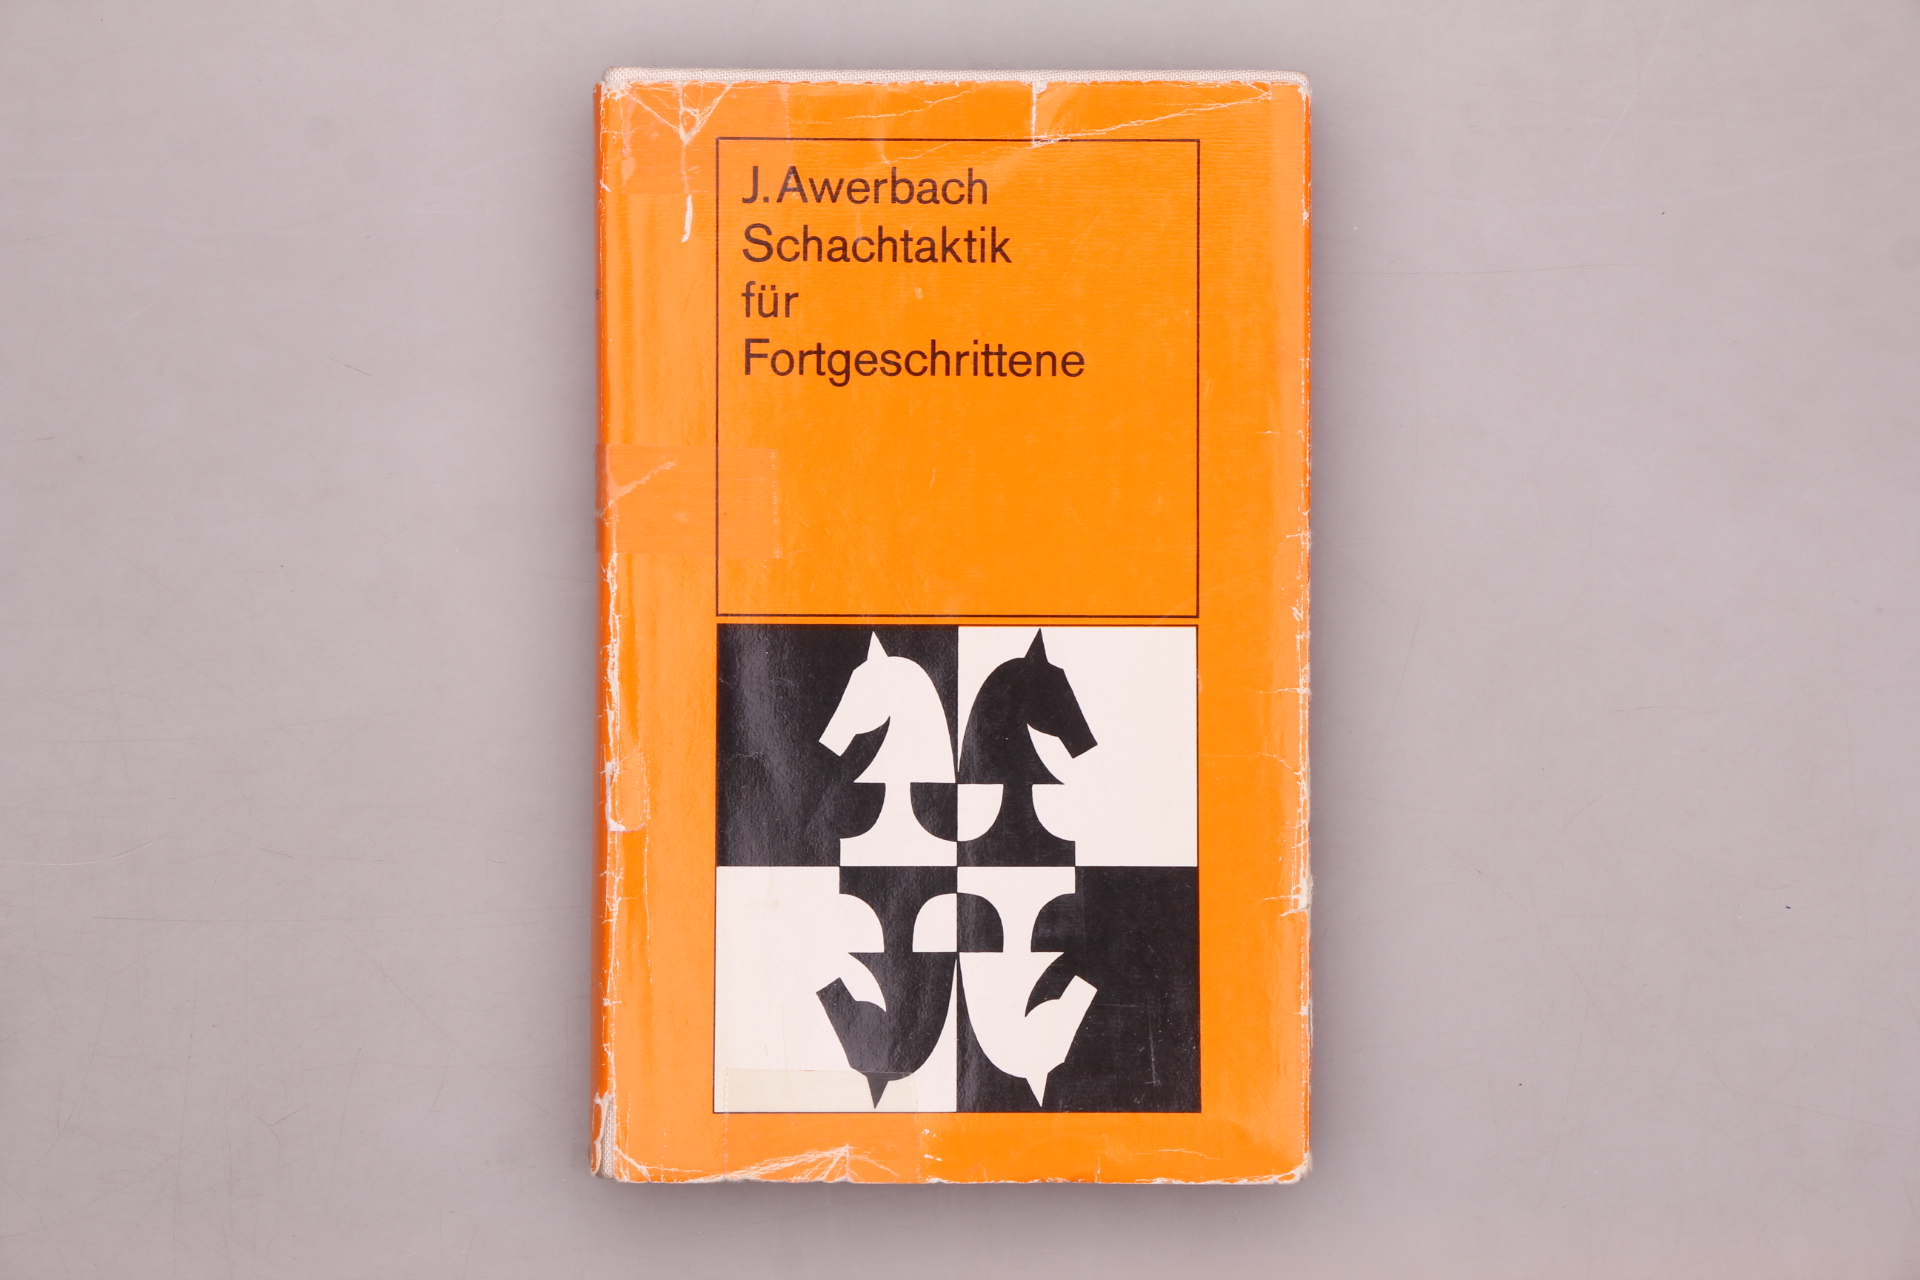 J. Awerbach
Schachtaktik
für
Fortgeschrittene